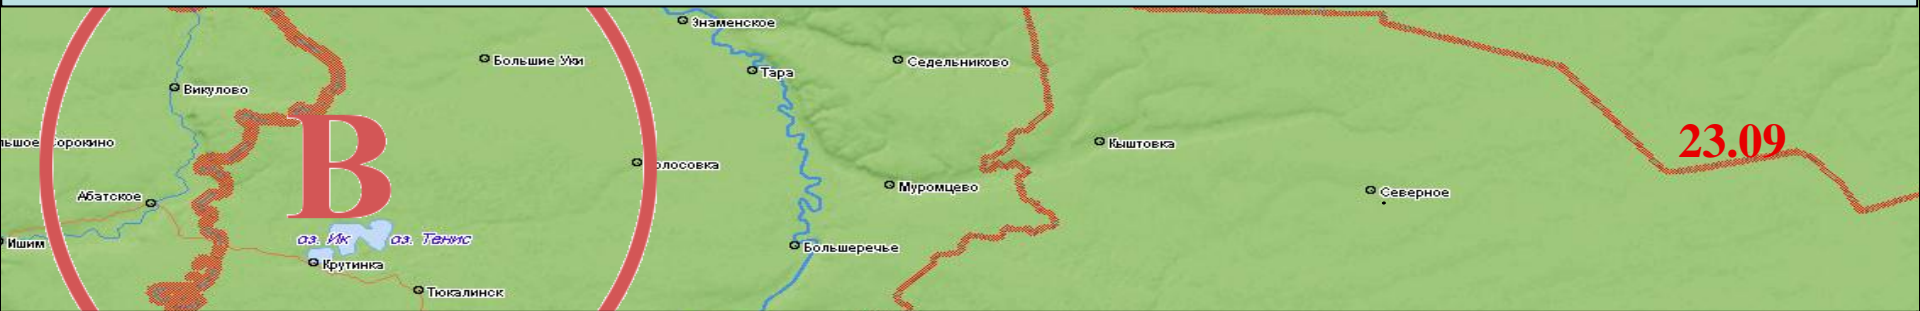 Знаменское
Большие Уки
Седельниково
Тара
Викулово
В
23.09
Сорокино
Кыштовка
олосовка
Муромцево
Северное
Абатское
оз. Ик
оз. Тенис
Ишим
Большеречье
Крутинка
Тюкалинск